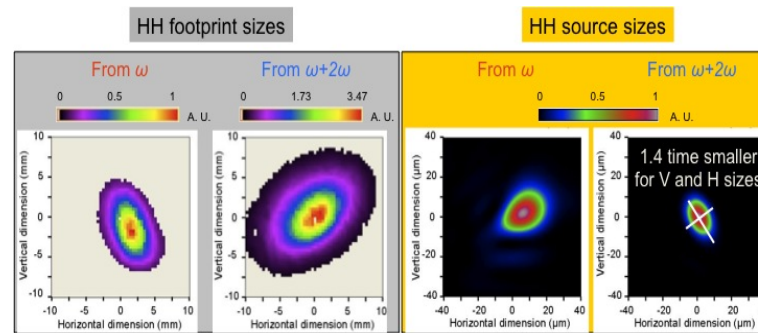 HH footprint sizes
HH source sizes
From ω
From ω+2ω
From ω
From ω+2ω
0 0.5 1 A. U.
0 1.73 3.47 A. U.
0 0.5 1 A. U.
10
5
0
-5
-10
Vertical dimension (mm)
-10 -5 0 5 10
Horizontal dimension (mm)
10
5
0
-5
-10
Vertical dimension (mm)
-10 -5 0 5 10
Horizontal dimension (mm)
40
20
0
-20
-40
Vertical dimension (µm)
-40 -20 0 20 40
Horizontal dimension (µm)
1.4 time smaller
for V and H sizes
40
20
0
-20
-40
Vertical dimension (µm)
-40 -20 0 20 40
Horizontal dimension (µm)